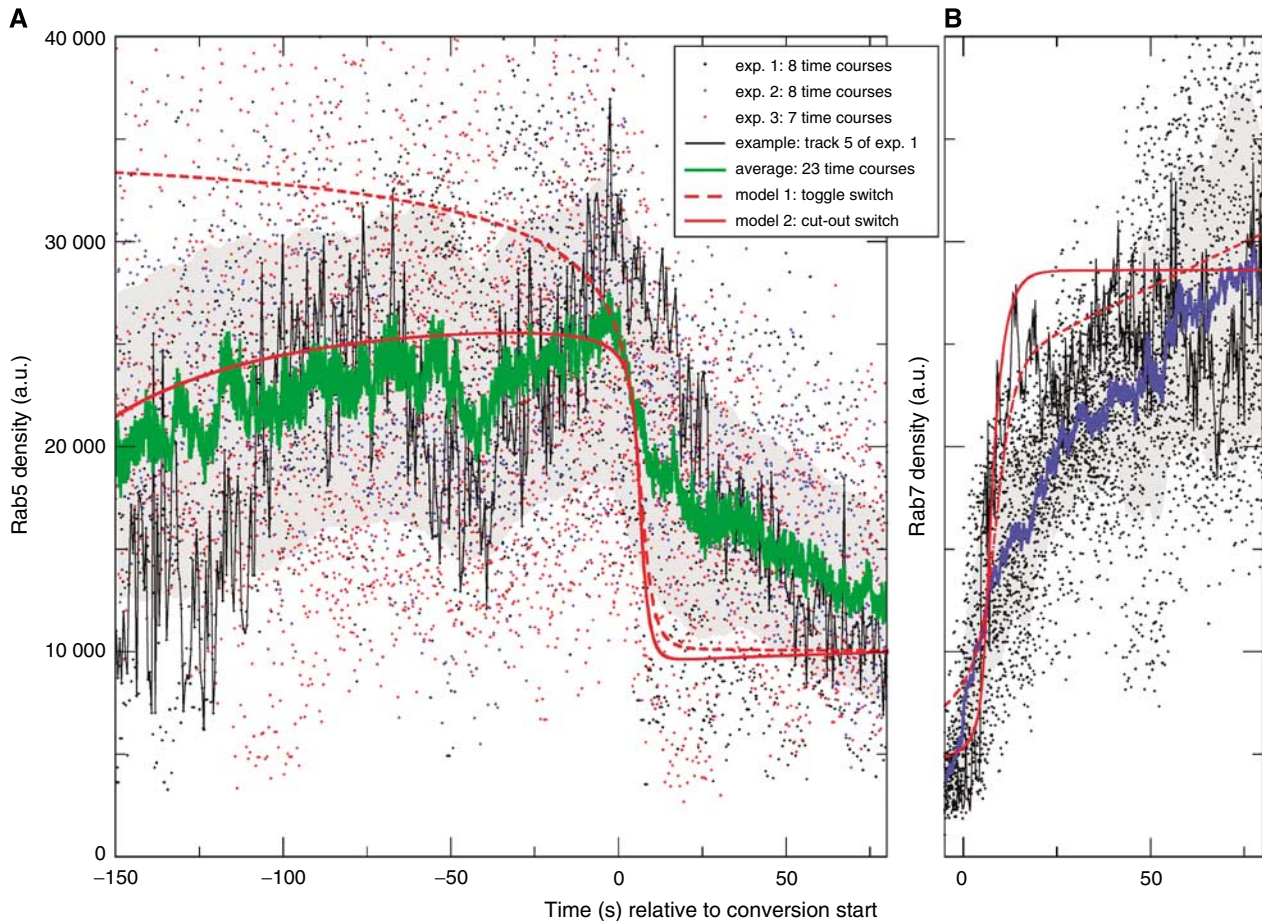 A
B
40 000
30 000
20 000
10 000
0
Rab5 density (a.u.)
exp. 1: 8 time courses
exp. 2: 8 time courses
exp. 3: 7 time courses
example: track 5 of exp. 1
average: 23 time courses
model 1: toggle switch
model 2: cut-out switch
Rab7 density (a.u.)
−150 −100 −50 0 50
0 50
Time (s) relative to conversion start